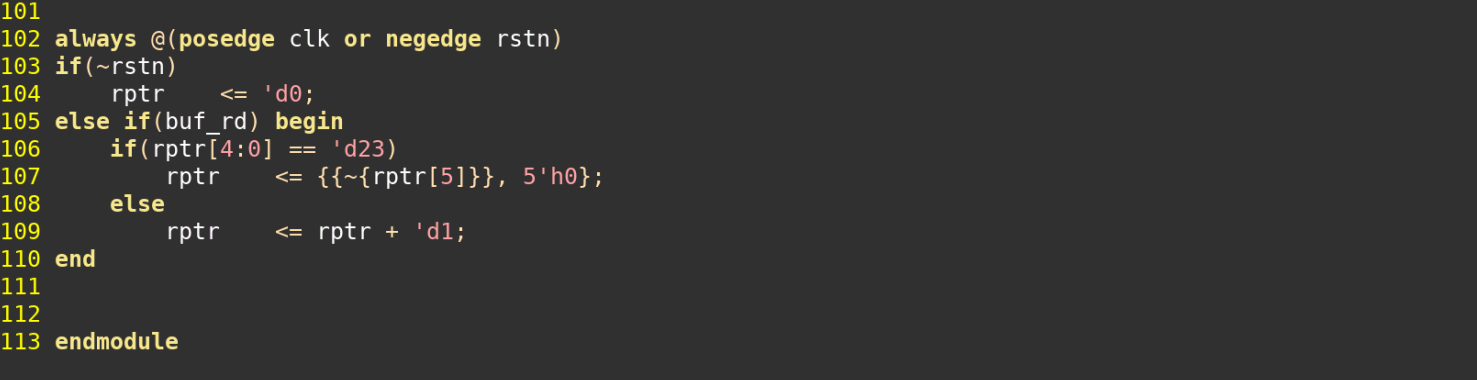 101
102 always @(posedge clk or negedge rstn)
103 if(~rstn)
104     rptr    <= 'd0;
105 else if(buf_rd) begin
106     if(rptr[4:0] == 'd23)
107         rptr    <= {{~{rptr[5]}}, 5'h0};
108     else
109         rptr    <= rptr + 'd1;
110 end
111
112
113 endmodule